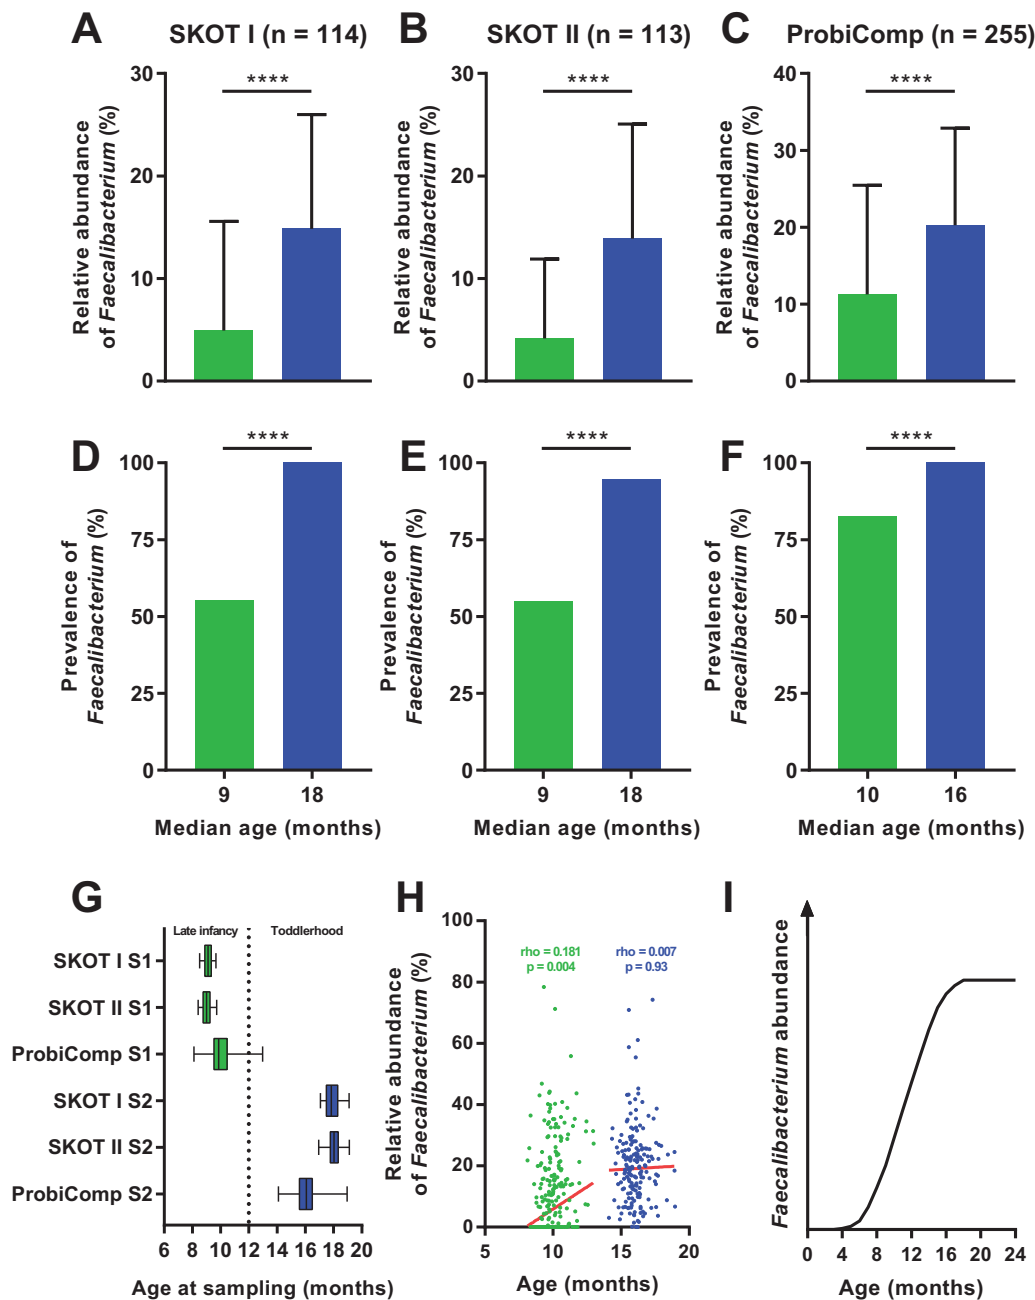 A
SKOT I (n = 114)
B
SKOT II (n = 113)
C
ProbiComp (n = 255)
Relative abundance
of Faecalibacterium (%)
30
20
10
0
****
Relative abundance
of Faecalibacterium (%)
30
20
10
0
****
Relative abundance
of Faecalibacterium (%)
40
30
20
10
0
****
D
Prevalence of
Faecalibacterium (%)
100
75
50
25
0
****
9 18
Median age (months)
E
Prevalence of
Faecalibacterium (%)
100
75
50
25
0
****
9 18
Median age (months)
F
Prevalence of
Faecalibacterium (%)
100
75
50
25
0
****
10 16
Median age (months)
G
Late infancy Toddlerhood
SKOT I S1
SKOT II S1
ProbiComp S1
SKOT I S2
SKOT II S2
ProbiComp S2
6 8 10 12 14 16 18 20
Age at sampling (months)
H
Relative abundance
of Faecalibacterium (%)
100
80
60
40
20
0
rho = 0.181
p = 0.004
rho = 0.007
p = 0.93
5 10 15 20
Age (months)
I
Faecalibacterium abundance
0 4 8 12 16 20 24
Age (months)